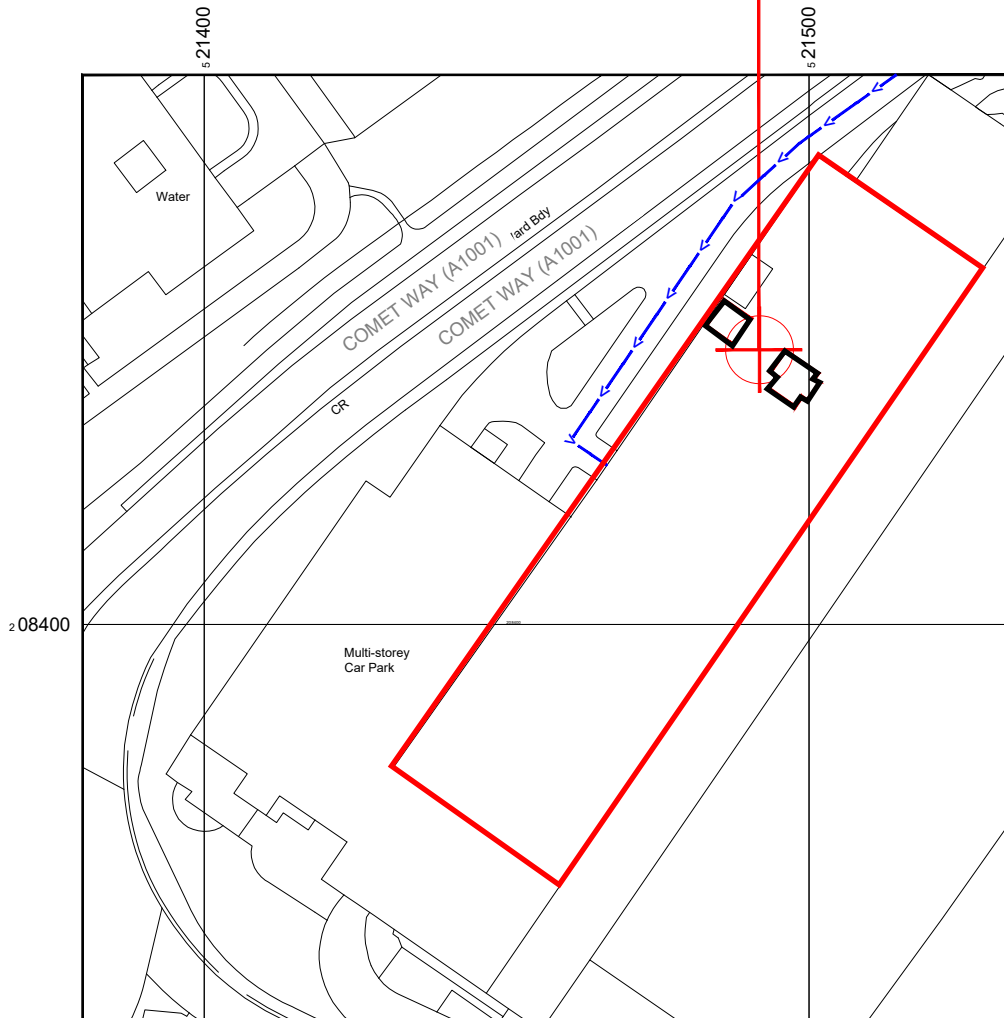 5 21400
5 21500
Water
COMET WAY (A1001)
COMET WAY (A1001)
ard Bdy
CR
2 08400
Multi-storey
Car Park